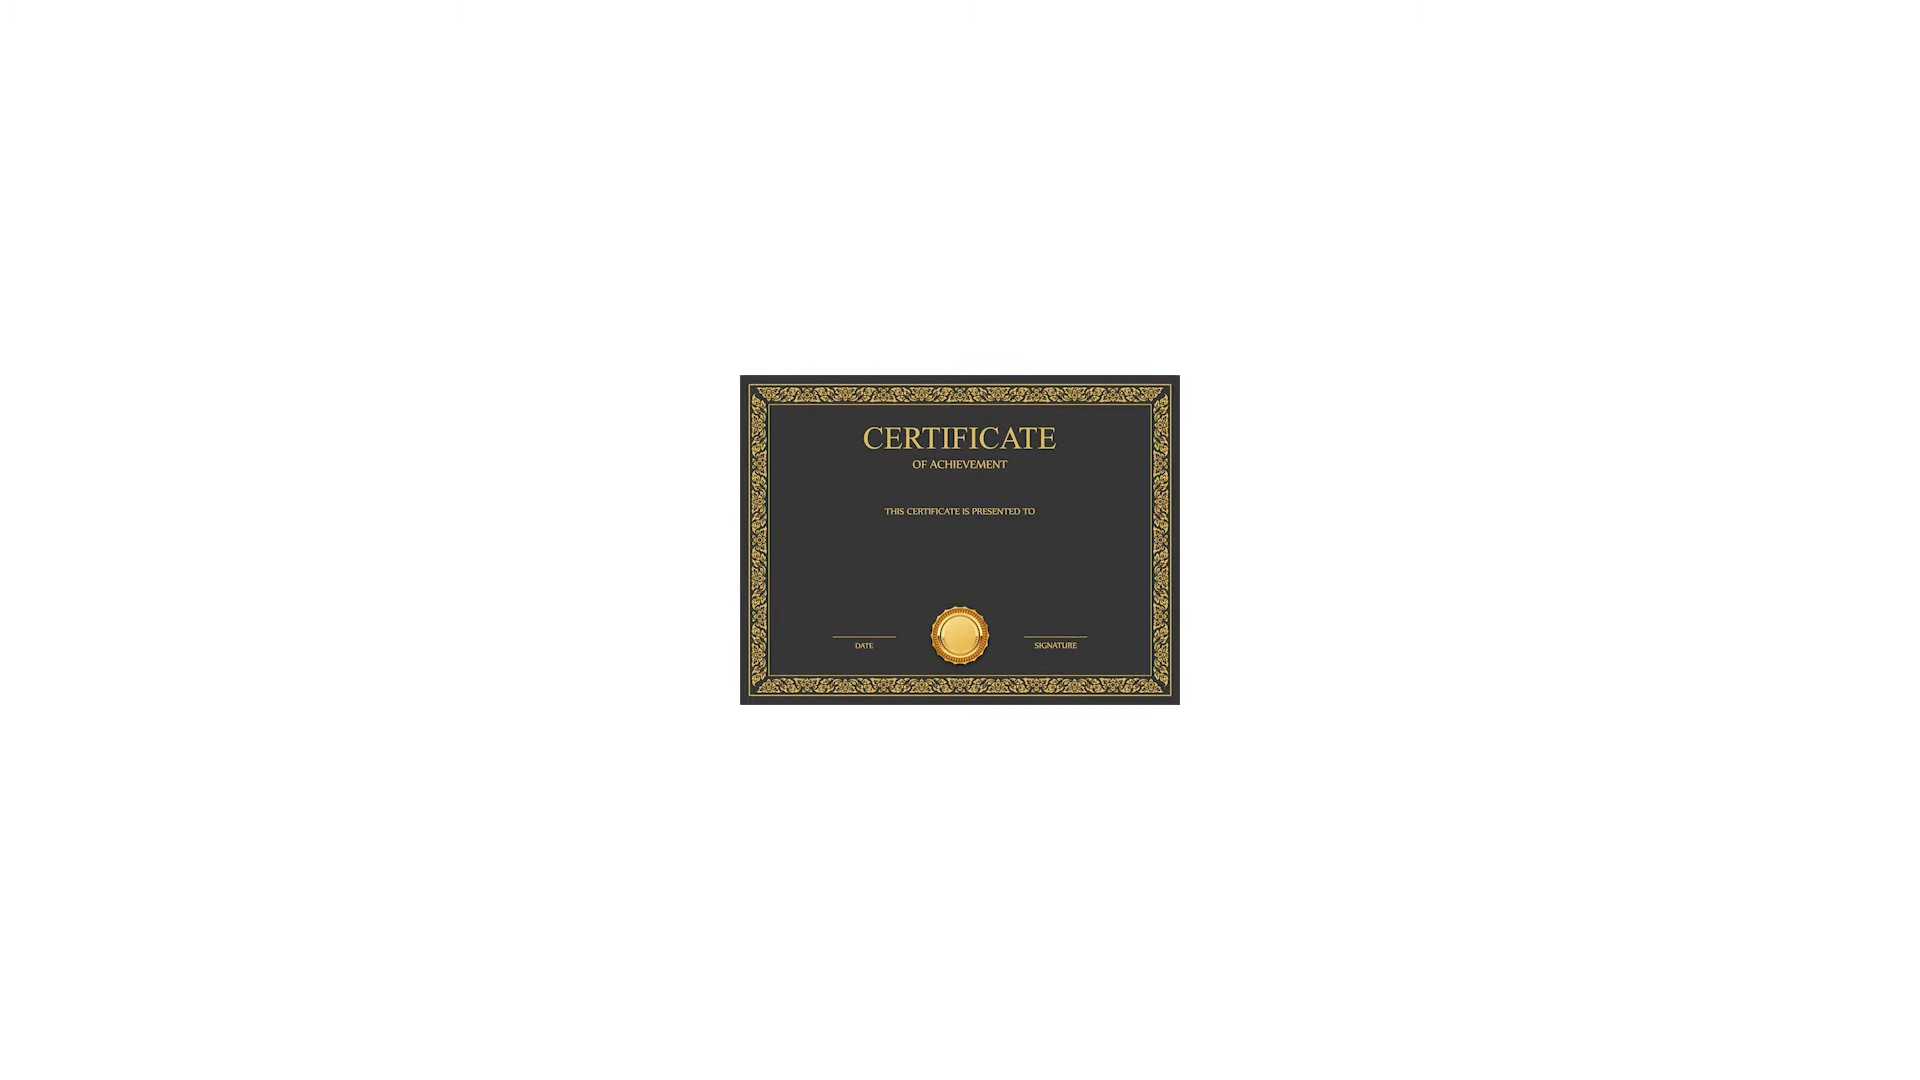 CERTIFICATE
OF ACHIEVEMENT
THIS CERTIFICATE IS PRESENTED TO
DATE
SIGNATURE